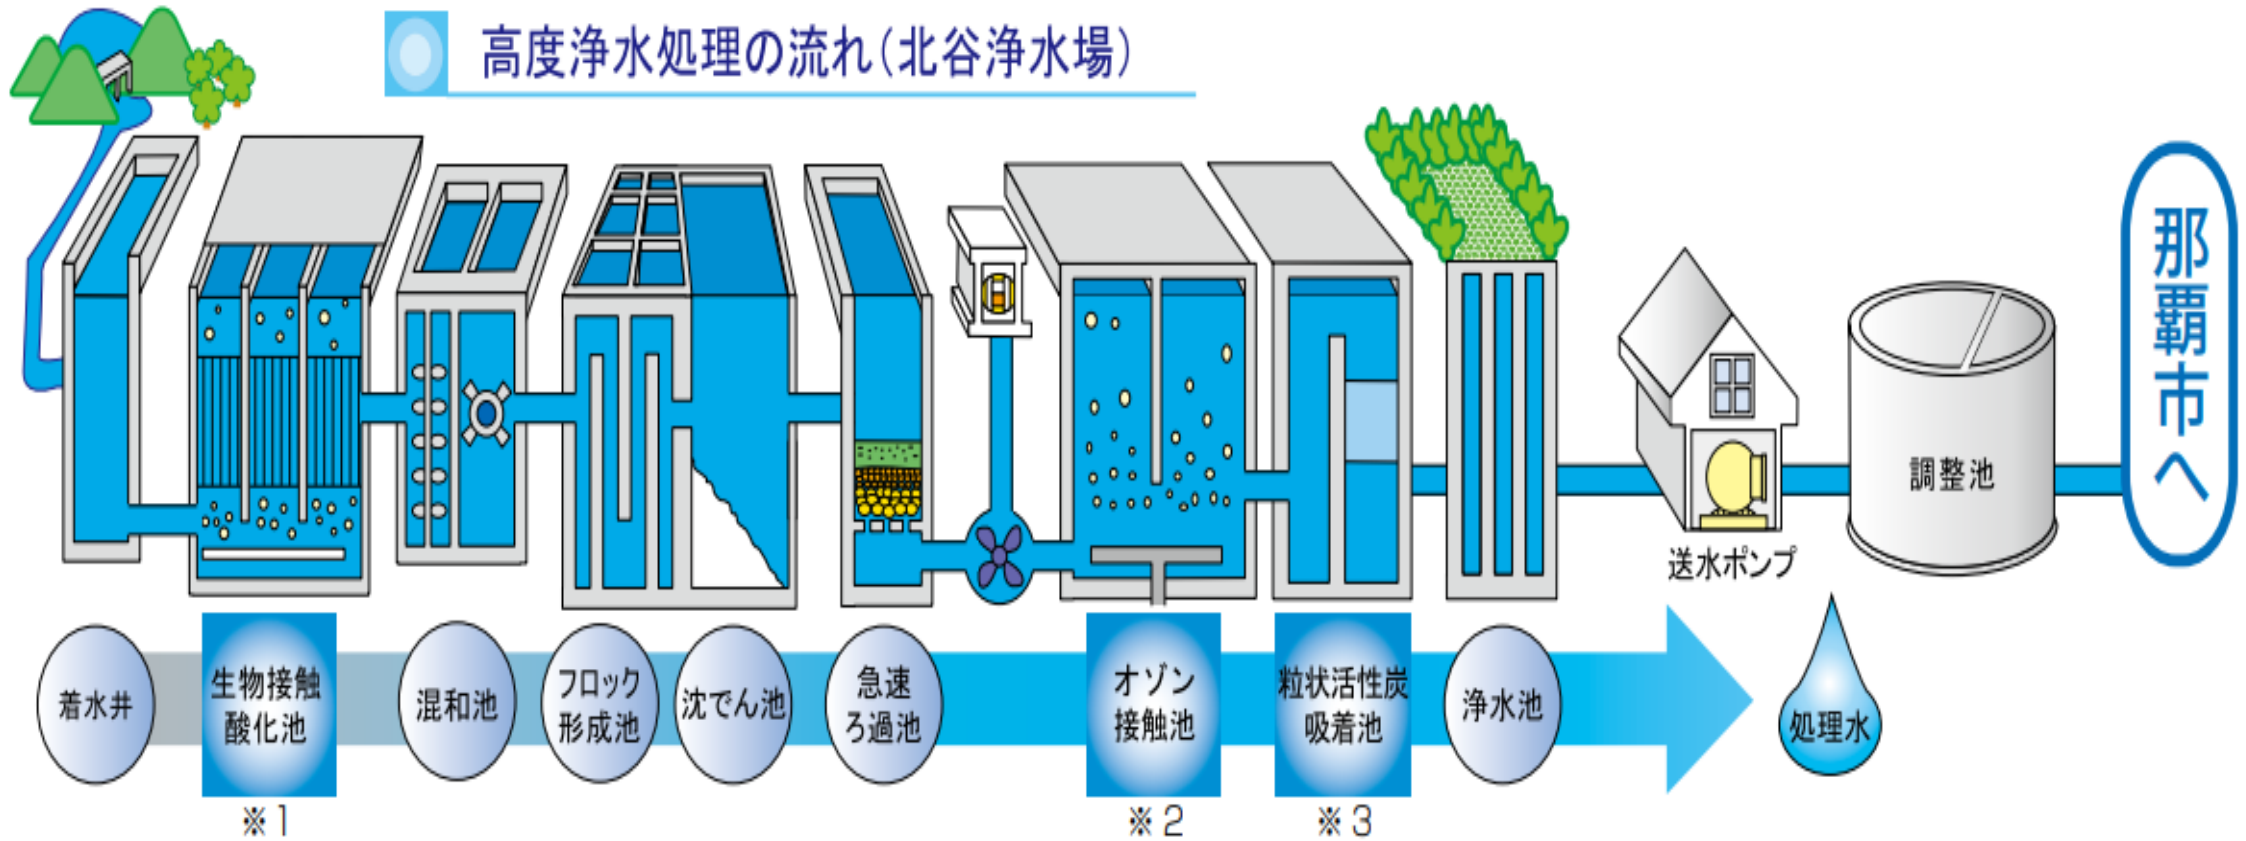 高度浄水処理の流れ(北谷浄水場)
那覇市へ
調整池
送水ポンプ
着水井
生物接触
酸化池
混和池
フロック
形成池
沈でん池
急速
ろ過池
オゾン
接触池
粒状活性炭
吸着池
浄水池
処理水
※1
※2
※3